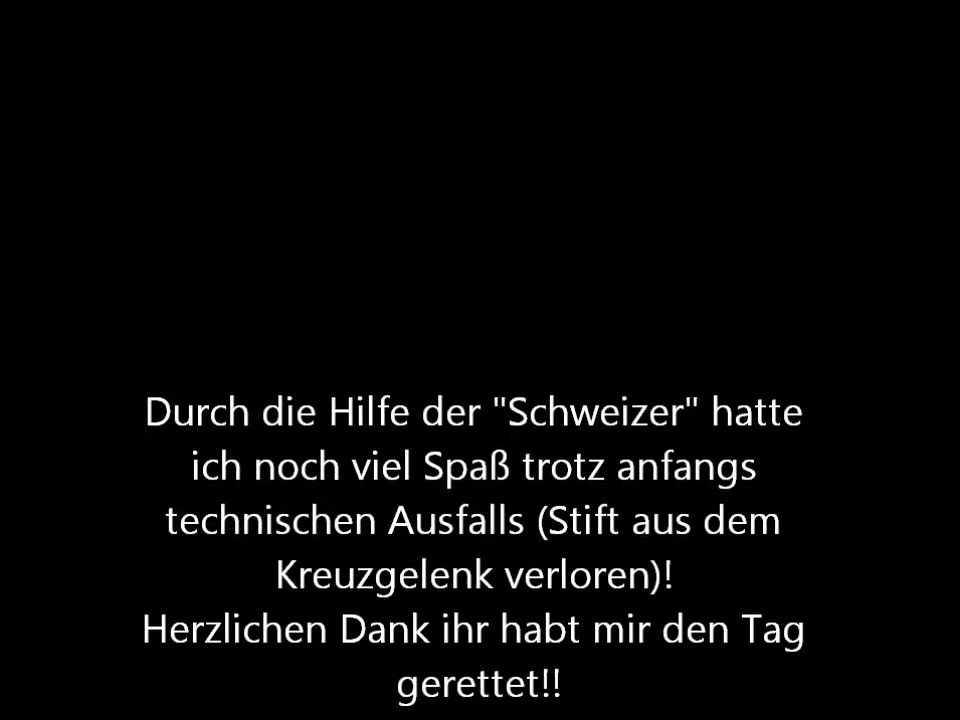 Durch die Hilfe der "Schweizer" hatte
ich noch viel Spaß trotz anfangs
technischen Ausfalls (Stift aus dem
Kreuzgelenk verloren)!
Herzlichen Dank ihr habt mir den Tag
gerettet!!